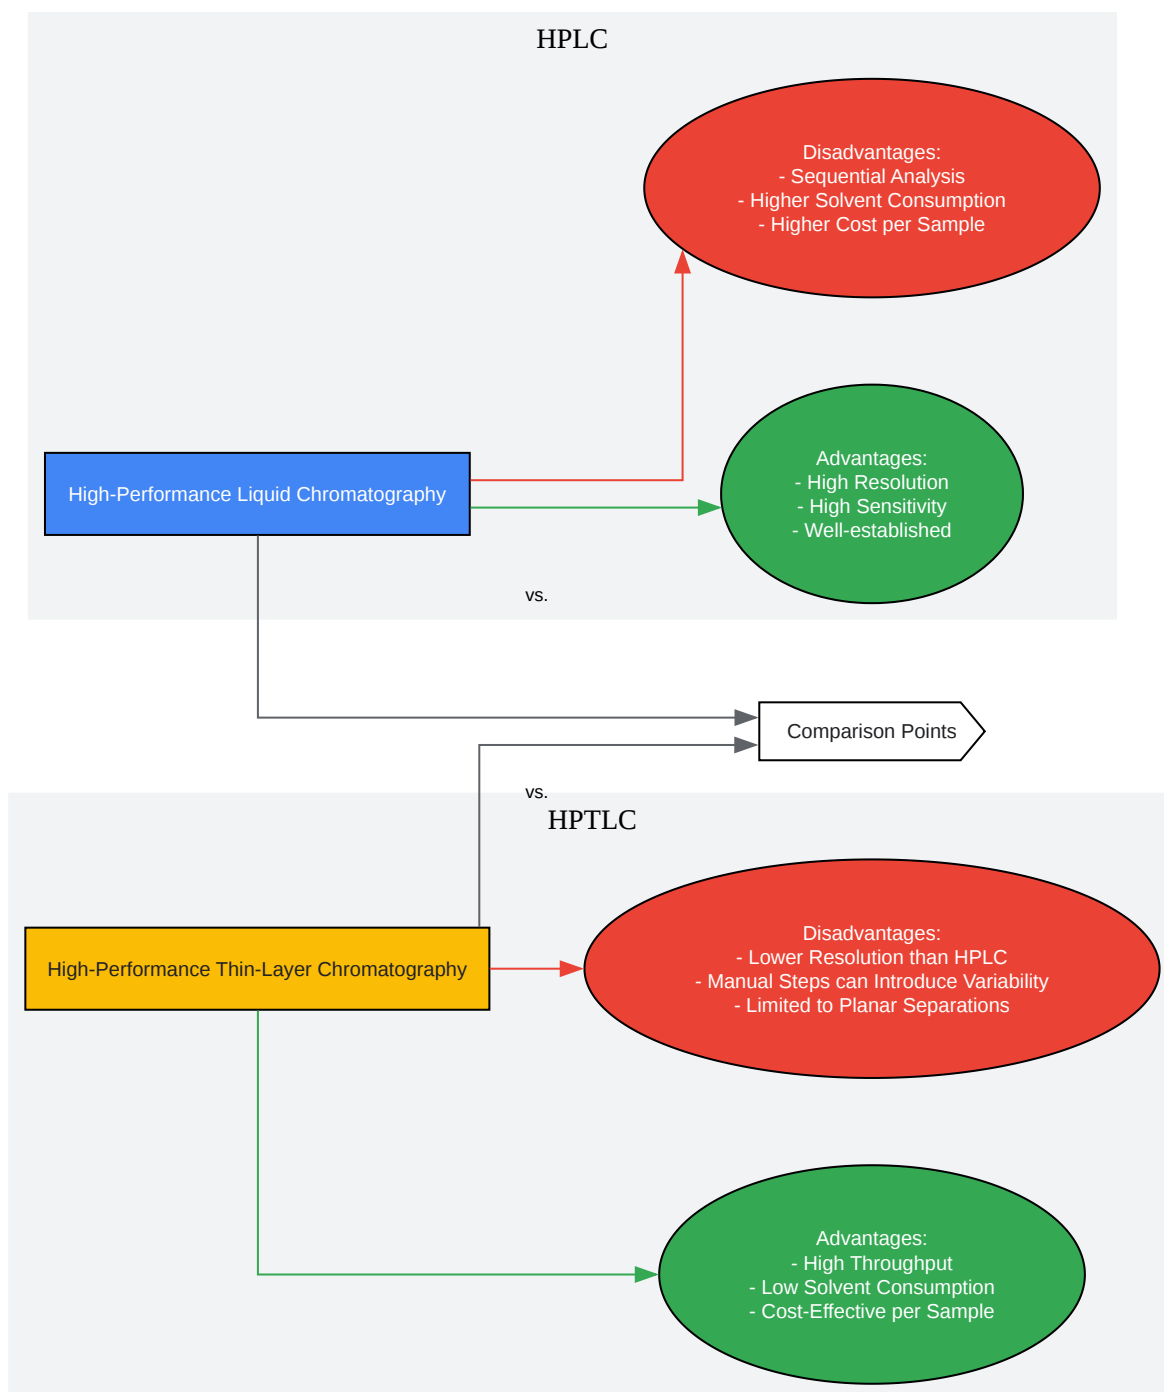 HPLC
Disadvantages:
- Sequential Analysis
- Higher Solvent Consumption
- Higher Cost per Sample
High-Performance Liquid Chromatography
Advantages:
- High Resolution
- High Sensitivity
- Well-established
vs.
Comparison Points
vs.
HPTLC
Disadvantages:
- Lower Resolution than HPLC
- Manual Steps can Introduce Variability
- Limited to Planar Separations
High-Performance Thin-Layer Chromatography
Advantages:
- High Throughput
- Low Solvent Consumption
- Cost-Effective per Sample